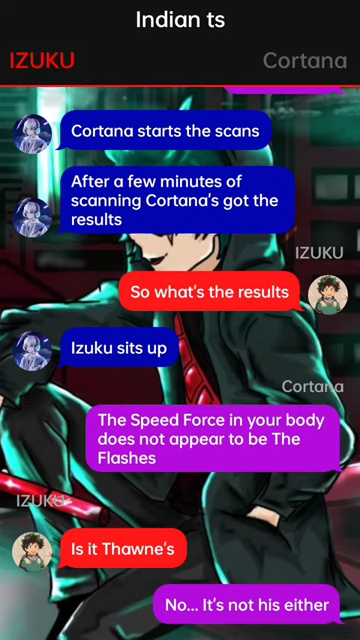 Indian ts
IZUKU
Cortana
Cortana starts the scans
After a few minutes of
scanning Cortana's got the
results
IZUKU
So what's the results
Izuku sits up
Cortana
The Speed Force in your body
does not appear to be The
Flashes
IZUKU
Is it Thawne's
No... It's not his either